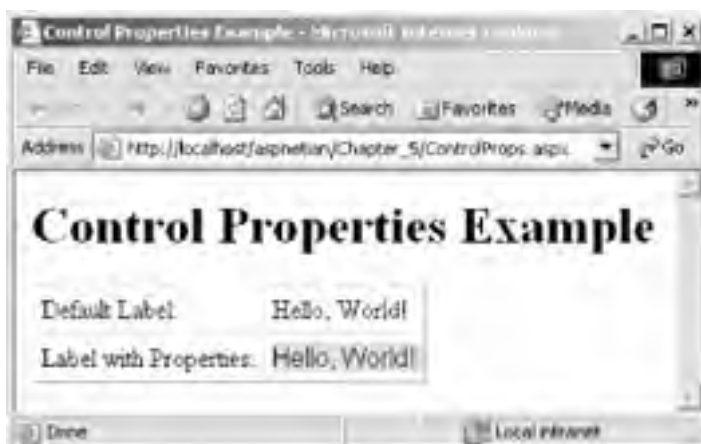 Control Properties Example - Microsoft Internet Explorer
File Edit View Favorites Tools Help
Search Favorites Media »
Address http://localhost/aspnetian/Chapter_5/ControlProps.aspx Go
Control Properties Example
Default Label: Hello, World!
Label with Properties: Hello, World!
Done Local intranet